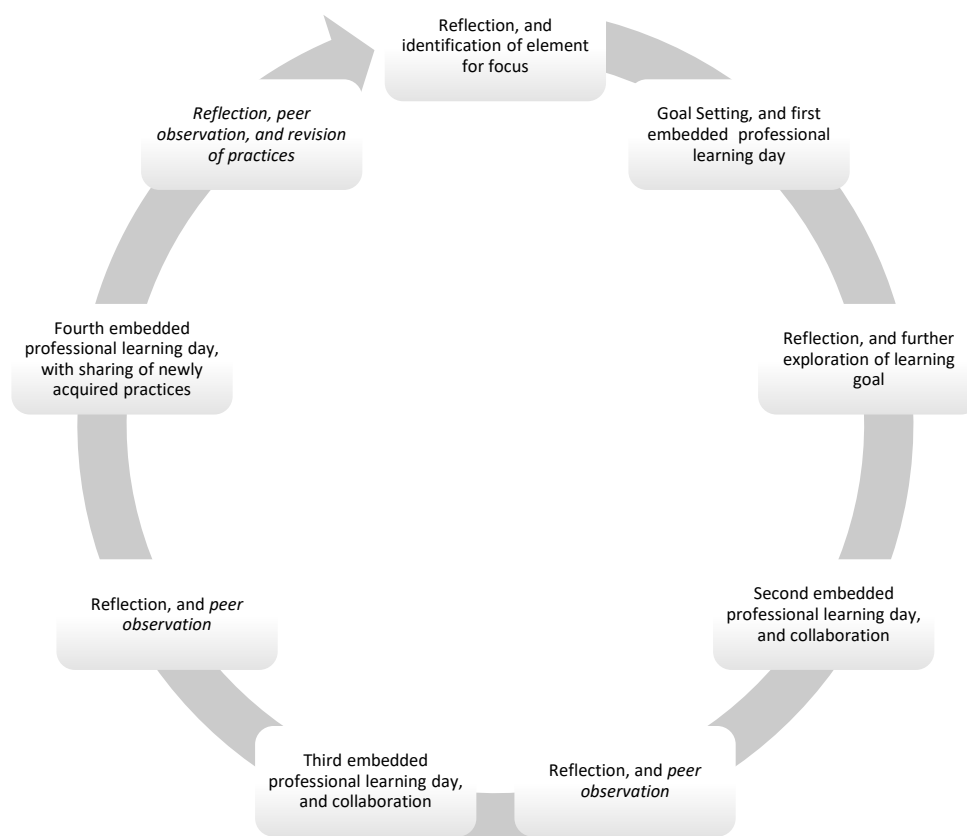 Reflection, and
identification of element
for focus
Goal Setting, and first
embedded professional
learning day
Reflection, and further
exploration of learning
goal
Second embedded
professional learning day,
and collaboration
Reflection, and peer
observation
Third embedded
professional learning day,
and collaboration
Reflection, and peer
observation
Fourth embedded
professional learning day,
with sharing of newly
acquired practices
Reflection, peer
observation, and revision
of practices